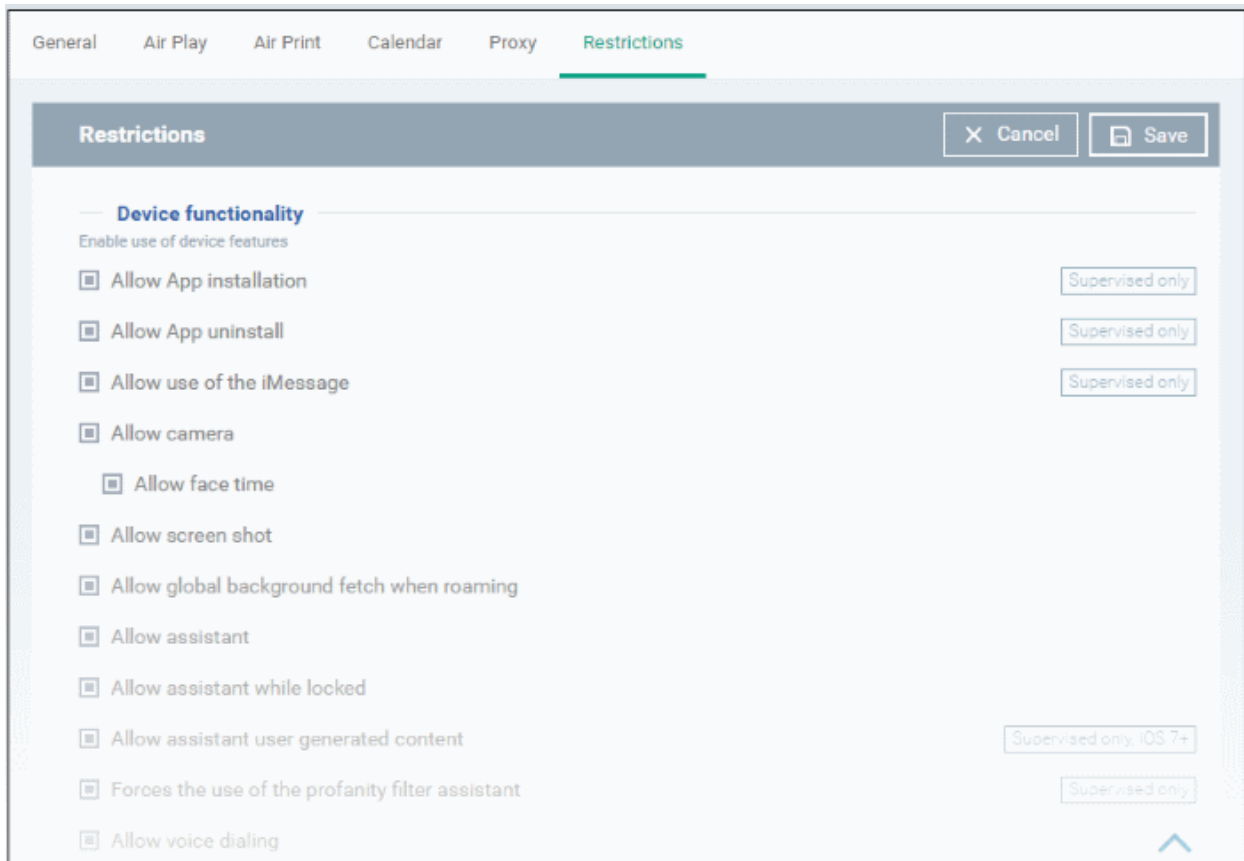 General Air Play Air Print Calendar Proxy Restrictions
Restrictions Cancel Save
Device functionality
Enable use of device features
Allow App installation Supervised only
Allow App uninstall Supervised only
Allow use of the iMessage Supervised only
Allow camera
Allow face time
Allow screen shot
Allow global background fetch when roaming
Allow assistant
Allow assistant while locked
Allow assistant user generated content Supervised only, iOS 7+
Forces the use of the profanity filter assistant Supervised only
Allow voice dialing